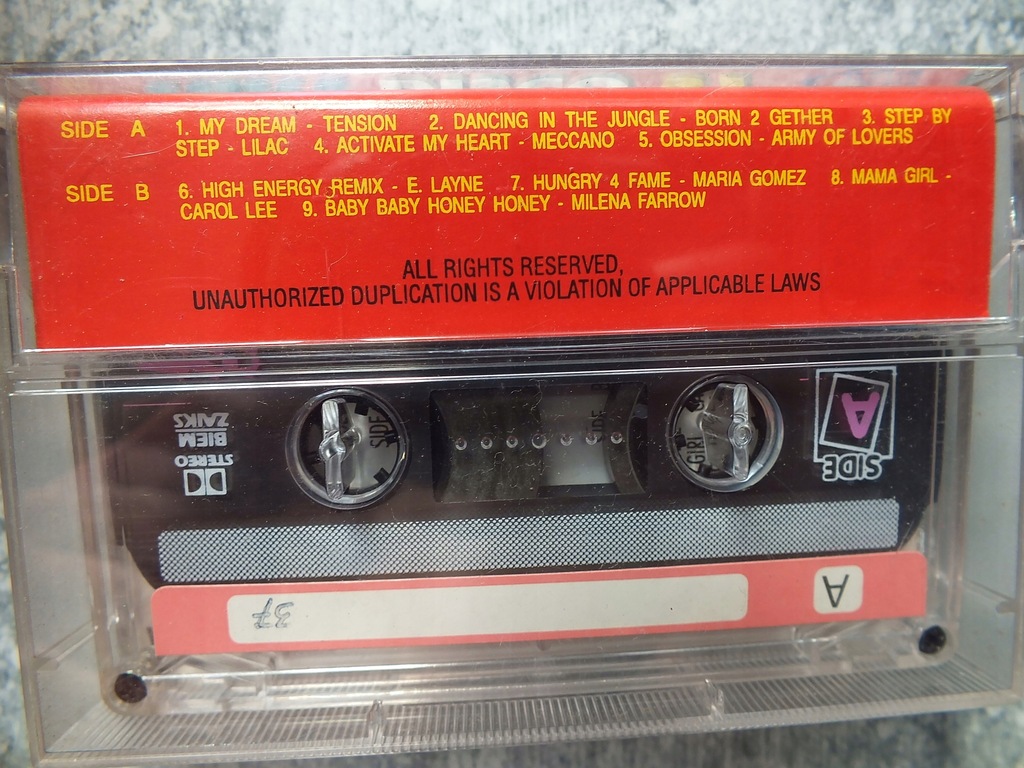 SIDE A 1. MY DREAM - TENSION 2. DANCING IN THE JUNGLE - BORN 2 GETHER 3. STEP BY
STEP - LILAC 4. ACTIVATE MY HEART - MECCANO 5. OBSESSION - ARMY OF LOVERS
SIDE B 6. HIGH ENERGY REMIX - E. LAYNE 7. HUNGRY 4 FAME - MARIA GOMEZ 8. MAMA GIRL -
CAROL LEE 9. BABY BABY HONEY HONEY - MILENA FARROW
ALL RIGHTS RESERVED,
UNAUTHORIZED DUPLICATION IS A VIOLATION OF APPLICABLE LAWS
ZAIKS
BIEM
STEREO
SIDE
GIRL
SIDE
A
SIDE
A
37